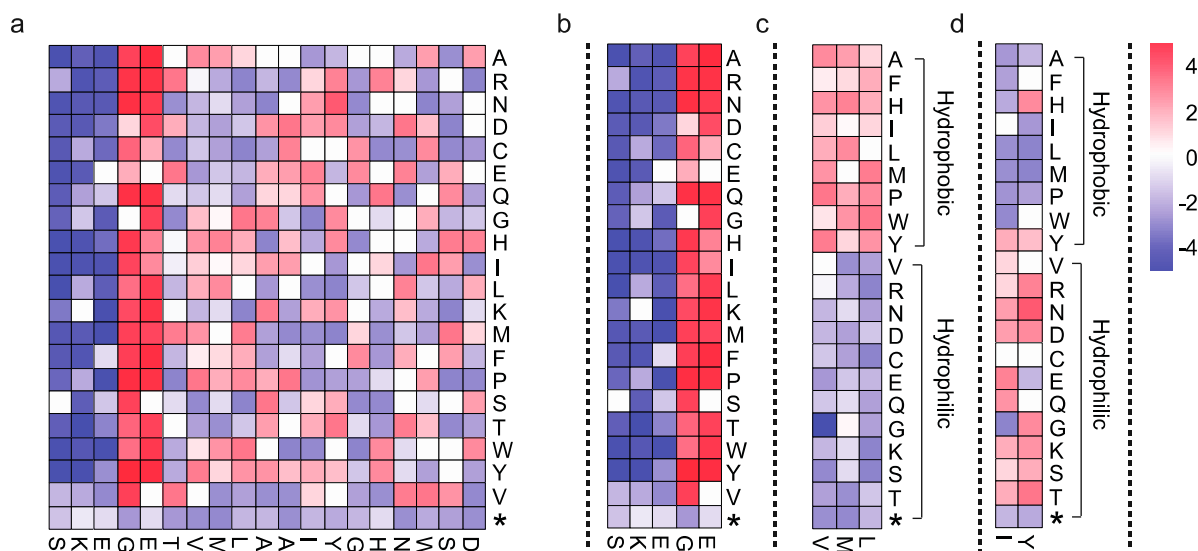 a
A
R
N
D
C
E
Q
G
H
I
L
K
M
F
P
S
T
W
Y
V
*
S K E G E T V M L A A I Y G H N W S D
b
A
R
N
D
C
E
Q
G
H
I
L
K
M
F
P
S
T
W
Y
V
*
S K E G E
c
A
F
H
I
L
M
P
W
Y
V
R
N
D
C
E
Q
G
K
S
T
*
Hydrophobic
Hydrophilic
V M L
d
A
F
H
I
L
M
P
W
Y
V
R
N
D
C
E
Q
G
K
S
T
*
Hydrophobic
Hydrophilic
I Y
4
2
0
-2
-4